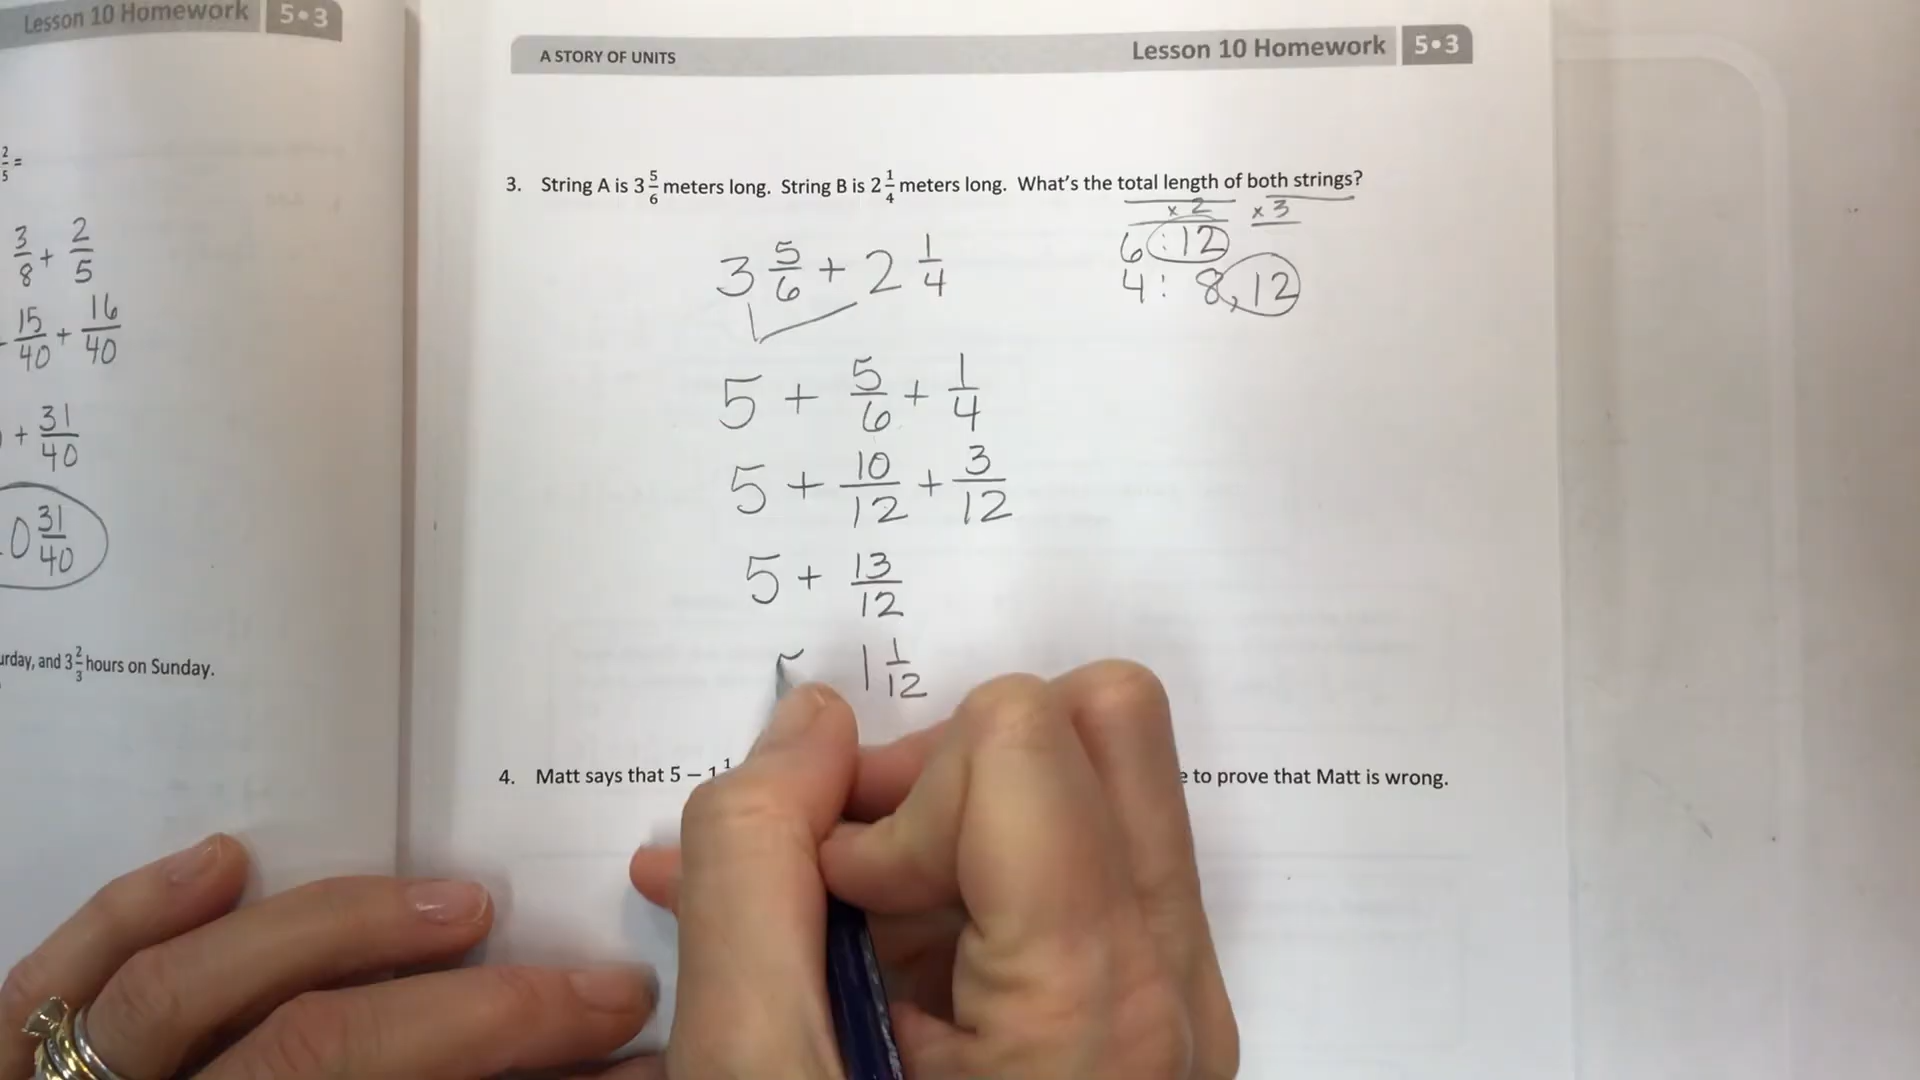 Lesson 10 Homework 5•3
2/5 =
3/8 + 2/5
15/40 + 16/40
+ 31/40
0 31/40
and 3 2/3 hours on Sunday.
A STORY OF UNITS Lesson 10 Homework 5•3
3. String A is 3 5/6 meters long. String B is 2 1/4 meters long. What's the total length of both strings?
x 2 x 3
6 : 12
4 : 8, 12
3 5/6 + 2 1/4
5 + 5/6 + 1/4
5 + 10/12 + 3/12
5 + 13/12
5 1 1/12
4. Matt says that 5 – 1 1 to prove that Matt is wrong.